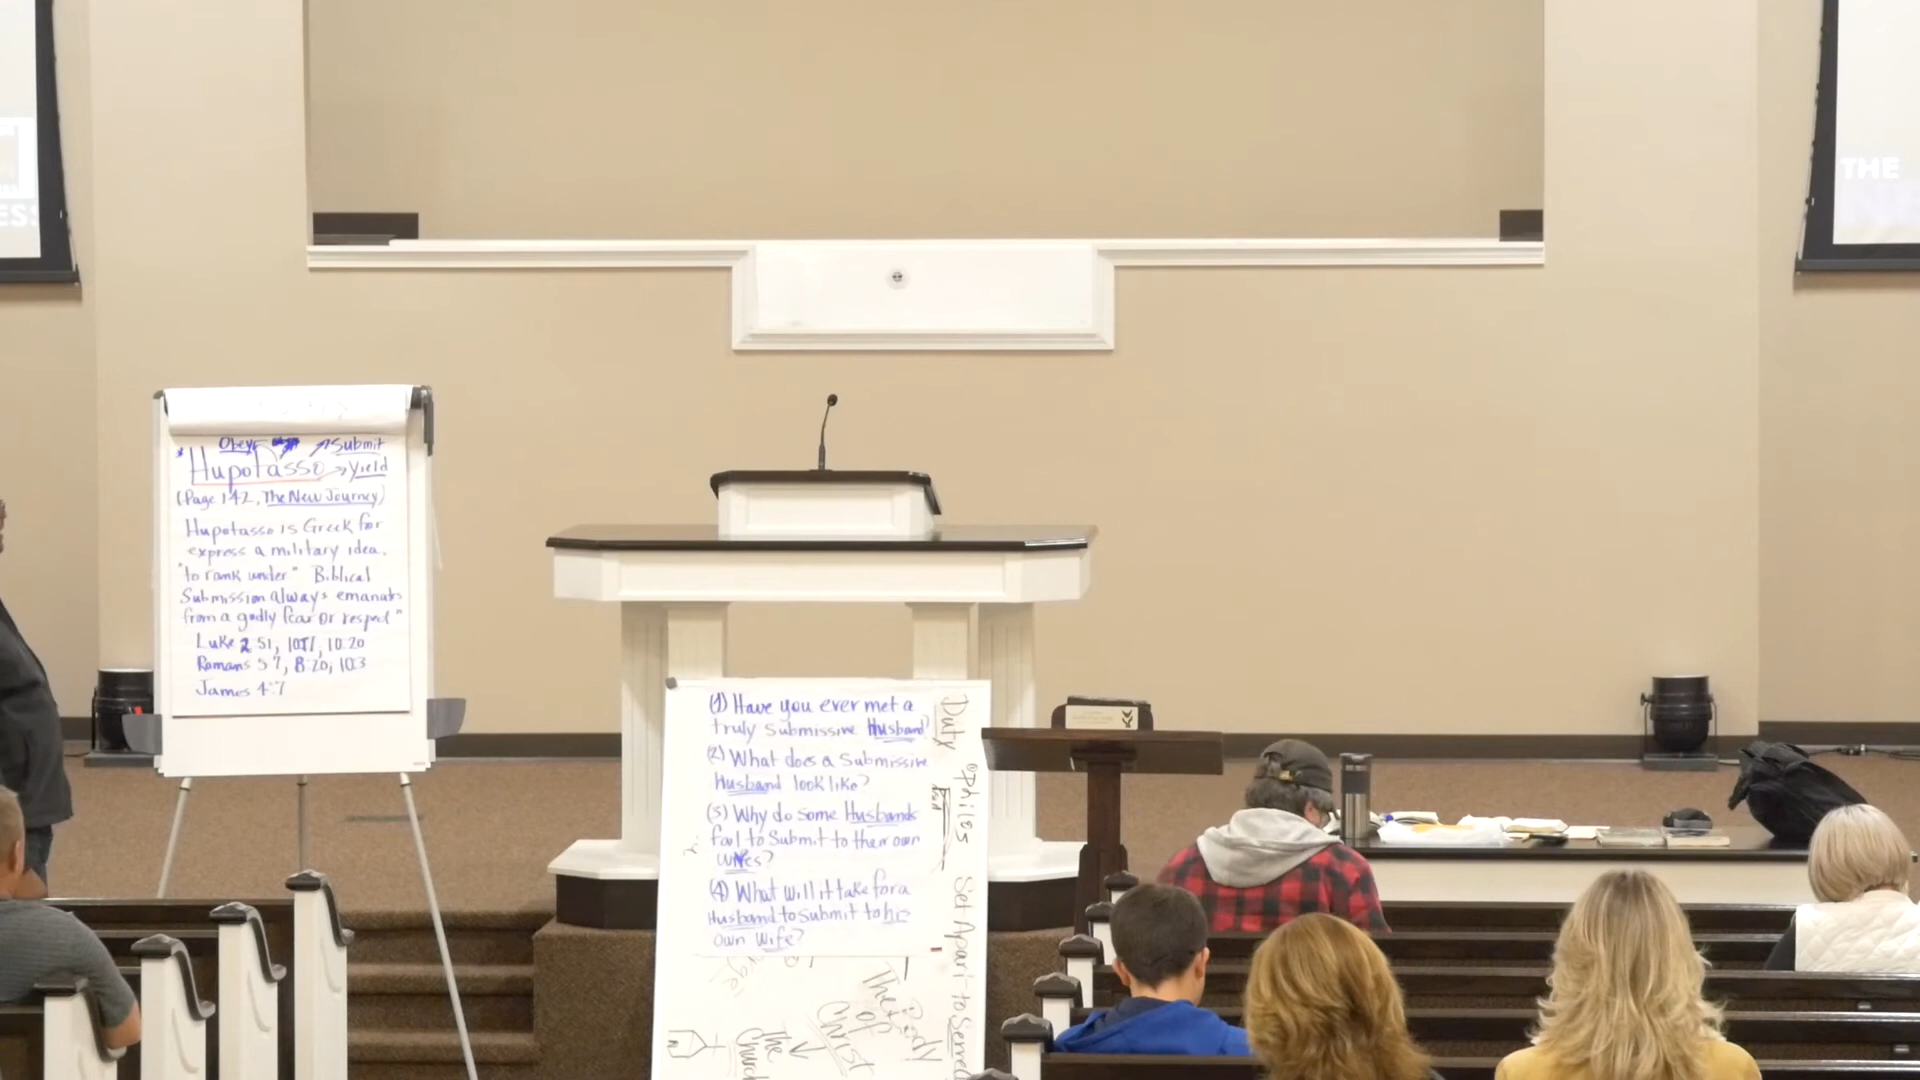 ESS
THE
Obey
Submit
*Hupotasso → Yield
(Page 142, The New Journey)
Hupotasso is Greek for
express a military idea.
"to rank under" Biblical
Submission always emanates
from a godly fear or respect"
Luke 2 51, 10:17, 10:20
Romans 5 7, 8:20, 10:3
James 4:7
(1) Have you ever met a
truly Submissive Husband?
(2) What does a Submissive
Husband look like?
(3) Why do some Husbands
fail to Submit to their own
wives?
(4) What will it take for a
Husband to Submit to his
own wife?
Duty
Philos
Set Apart-to Serve
The Body
of
Christ
The
Church